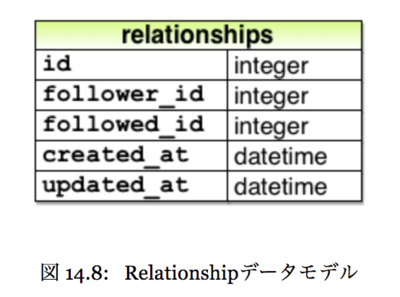 relationships
id integer
follower_id integer
followed_id integer
created_at datetime
updated_at datetime
図 14.8: Relationshipデータモデル